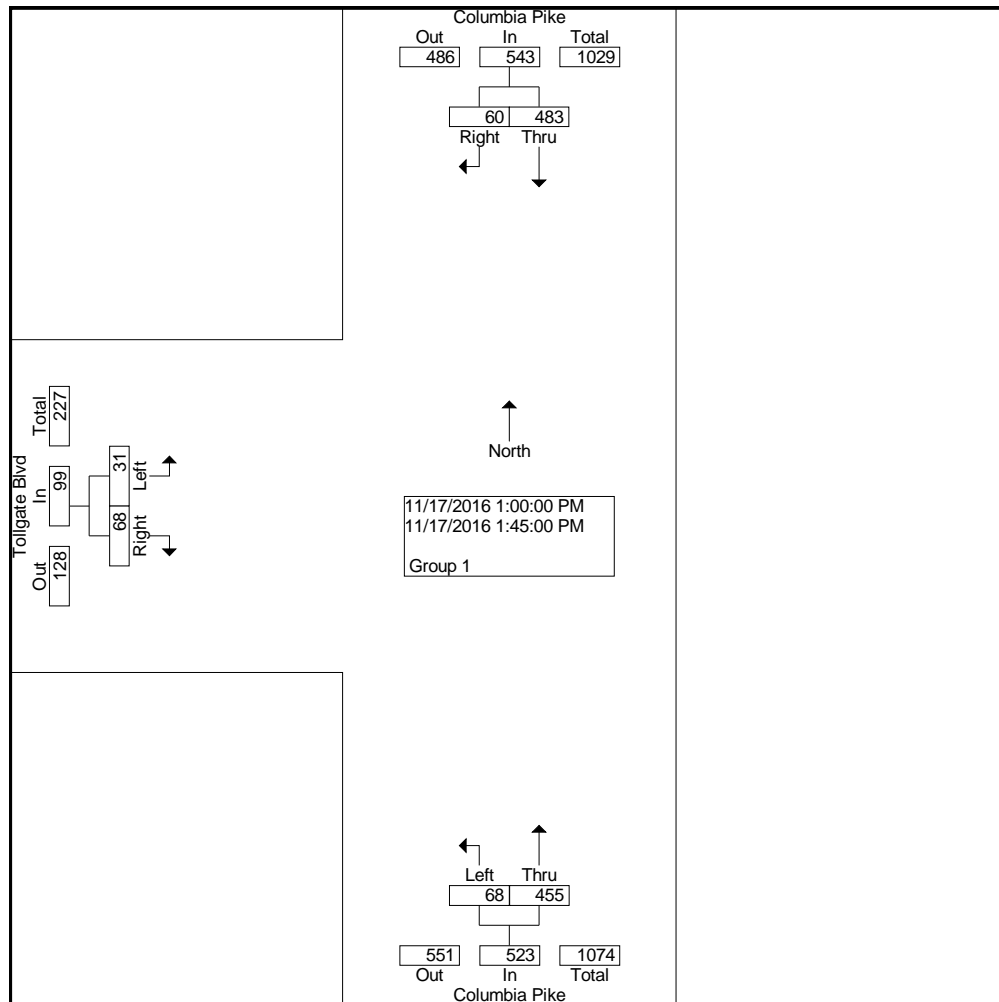 Columbia Pike
Out In Total
486 543 1029
60 483
Right Thru
Tollgate Blvd
Out In Total
128 99 227
Right Left
68 31
North
11/17/2016 1:00:00 PM
11/17/2016 1:45:00 PM
Group 1
Left Thru
68 455
551 523 1074
Out In Total
Columbia Pike